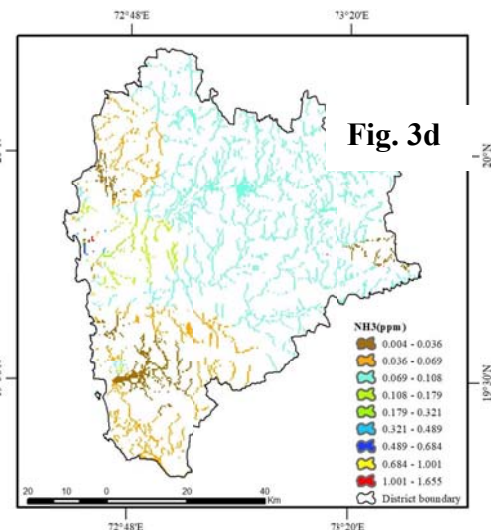 72°48'E 73°20'E
Fig. 3d
20°N
NH3(ppm)
0.004 - 0.036
0.036 - 0.069
0.069 - 0.108
0.108 - 0.179
0.179 - 0.321
0.321 - 0.489
0.489 - 0.684
0.684 - 1.001
1.001 - 1.655
District boundary
19°30'N
20 10 0 20 40
Km
72°48'E 73°20'E